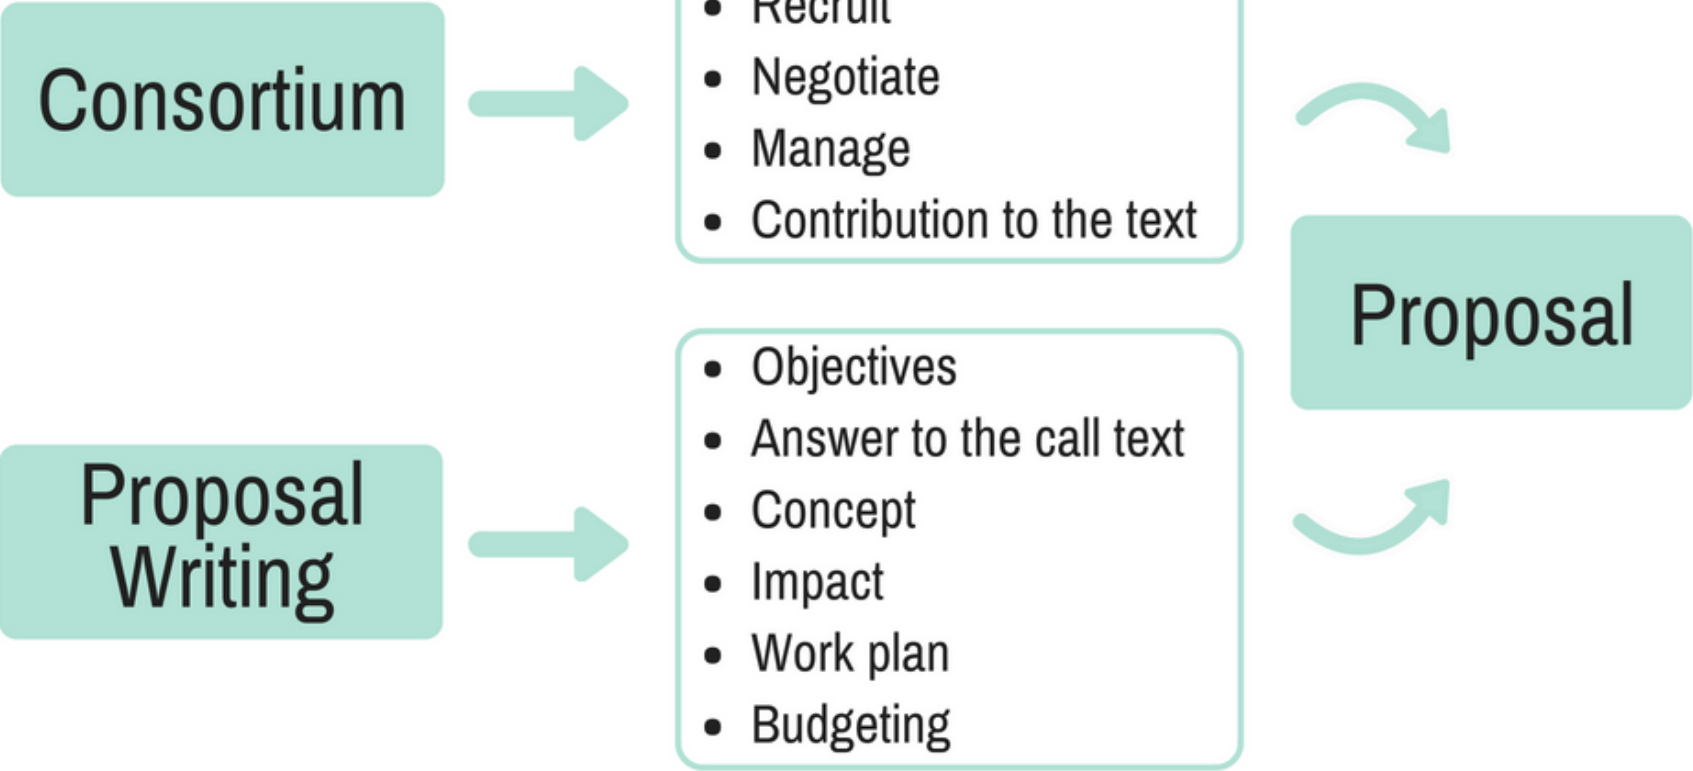 Consortium
• Recruit
• Negotiate
• Manage
• Contribution to the text
Proposal
Proposal
Writing
• Objectives
• Answer to the call text
• Concept
• Impact
• Work plan
• Budgeting